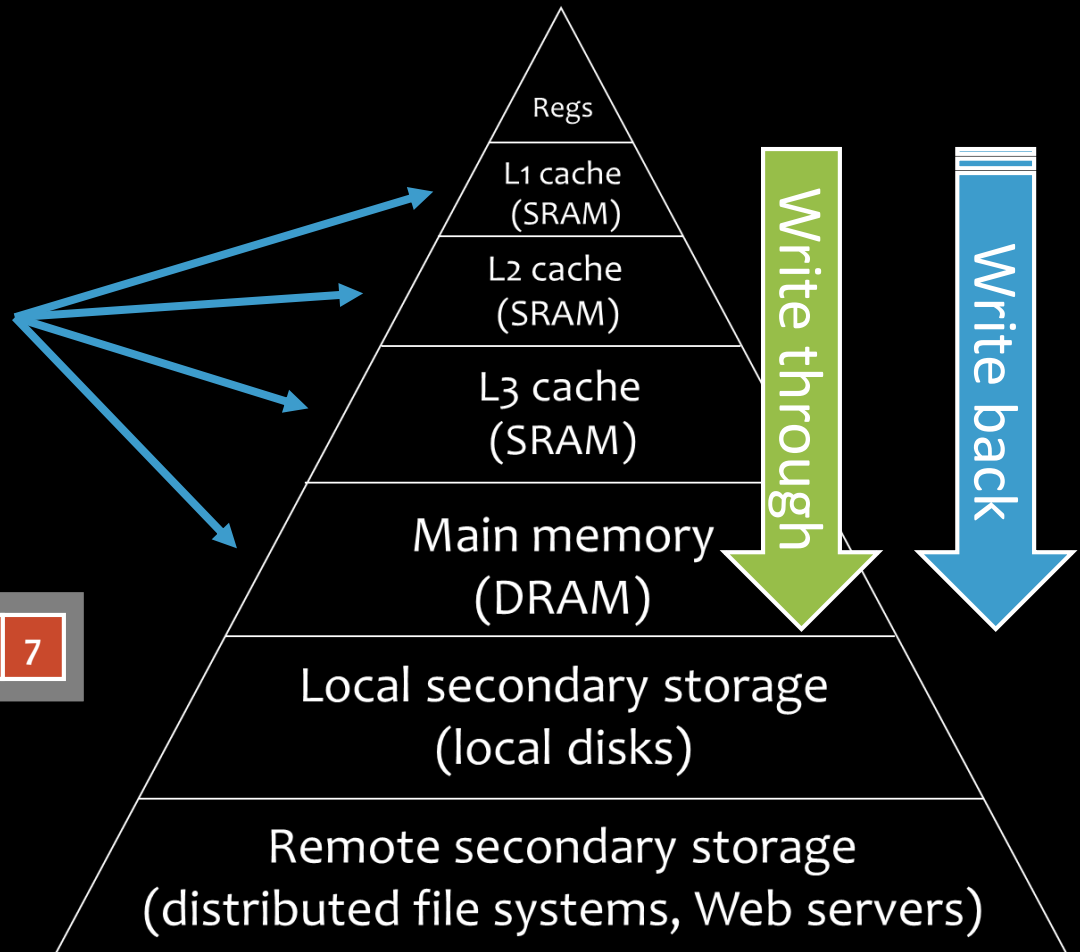 Regs
L1 cache
(SRAM)
L2 cache
(SRAM)
L3 cache
(SRAM)
Main memory
(DRAM)
Local secondary storage
(local disks)
Remote secondary storage
(distributed file systems, Web servers)
Write through
Write back
7